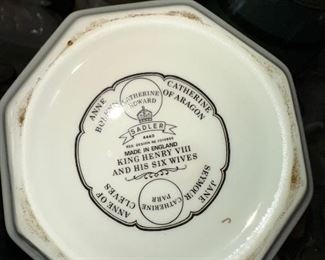 ANNE BOLEYN
CATHERINE HOWARD
CATHERINE OF ARAGON
SADLER
4440
MADE IN ENGLAND
KING HENRY VIII
AND HIS SIX WIVES
ANNE OF CLEVES
CATHERINE PARR
JANE SEYMOUR